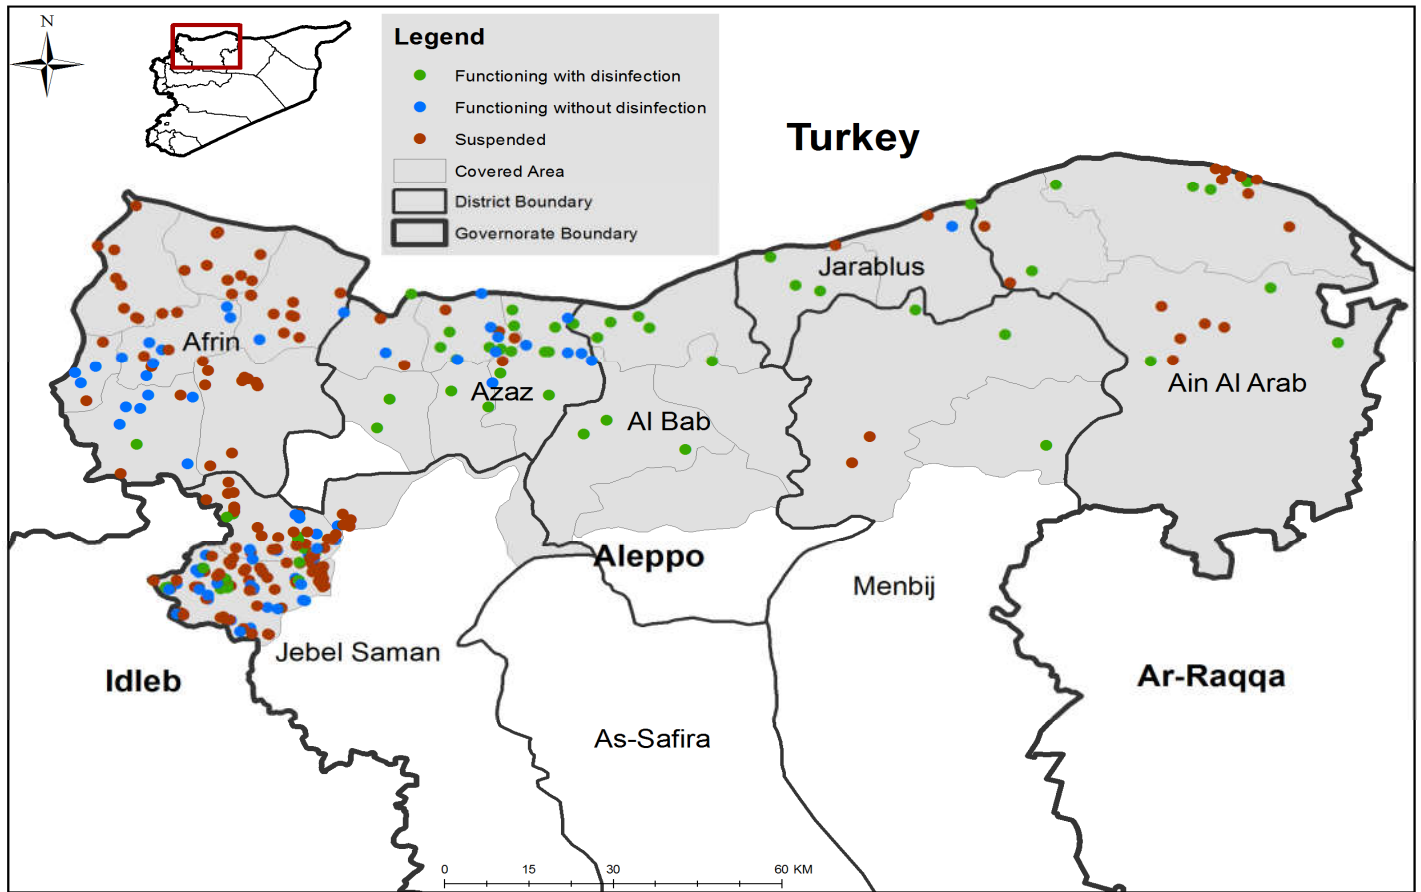 N
Legend
Functioning with disinfection
Functioning without disinfection
Suspended
Covered Area
District Boundary
Governorate Boundary
Turkey
Jarablus
Afrin
Azaz
Al Bab
Ain Al Arab
Aleppo
Menbij
Jebel Saman
Idleb
Ar-Raqqa
As-Safira
0 15 30 60 KM